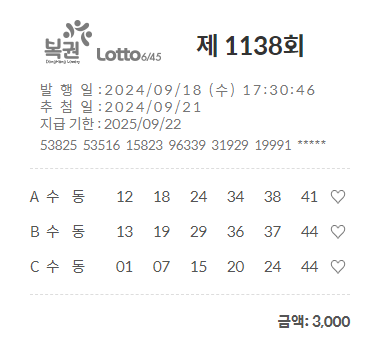 복권 Lotto6/45 제 1138회
DongHang Lottery
발 행 일 : 2024/09/18 (수) 17:30:46
추 첨 일 : 2024/09/21
지급 기한 : 2025/09/22
53825 53516 15823 96339 31929 19991 *****
A 수 동 12 18 24 34 38 41 ♡
B 수 동 13 19 29 36 37 44 ♡
C 수 동 01 07 15 20 24 44 ♡
금액: 3,000